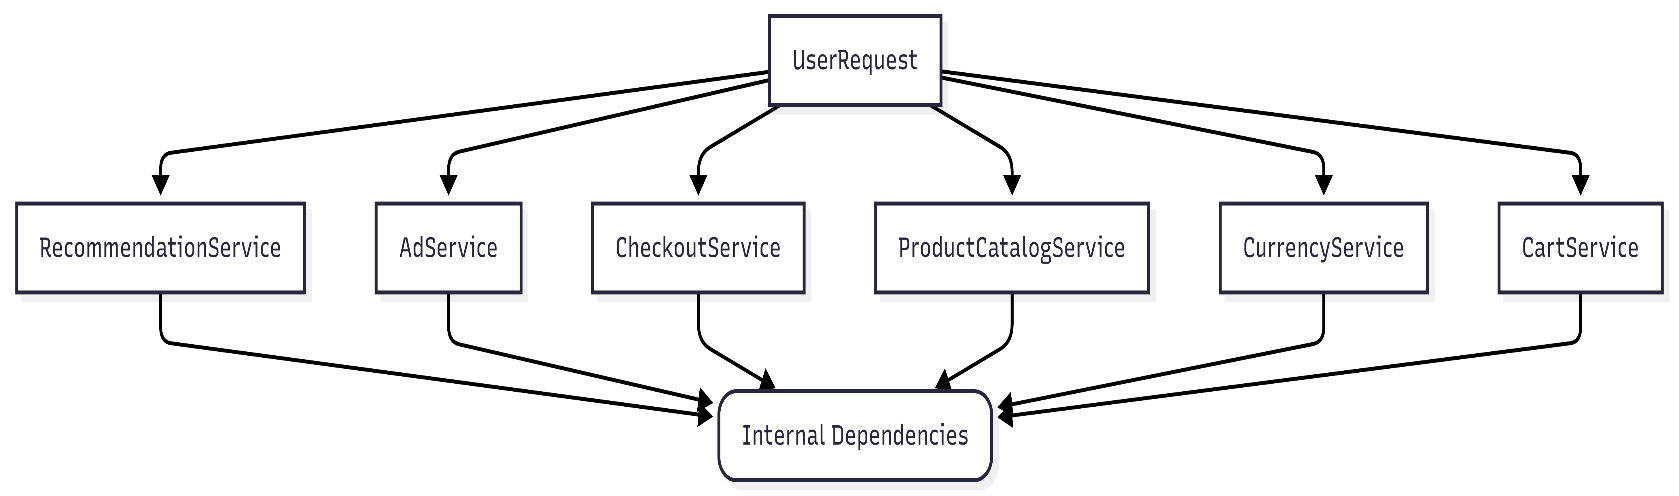 UserRequest
RecommendationService
AdService
CheckoutService
ProductCatalogService
CurrencyService
CartService
Internal Dependencies